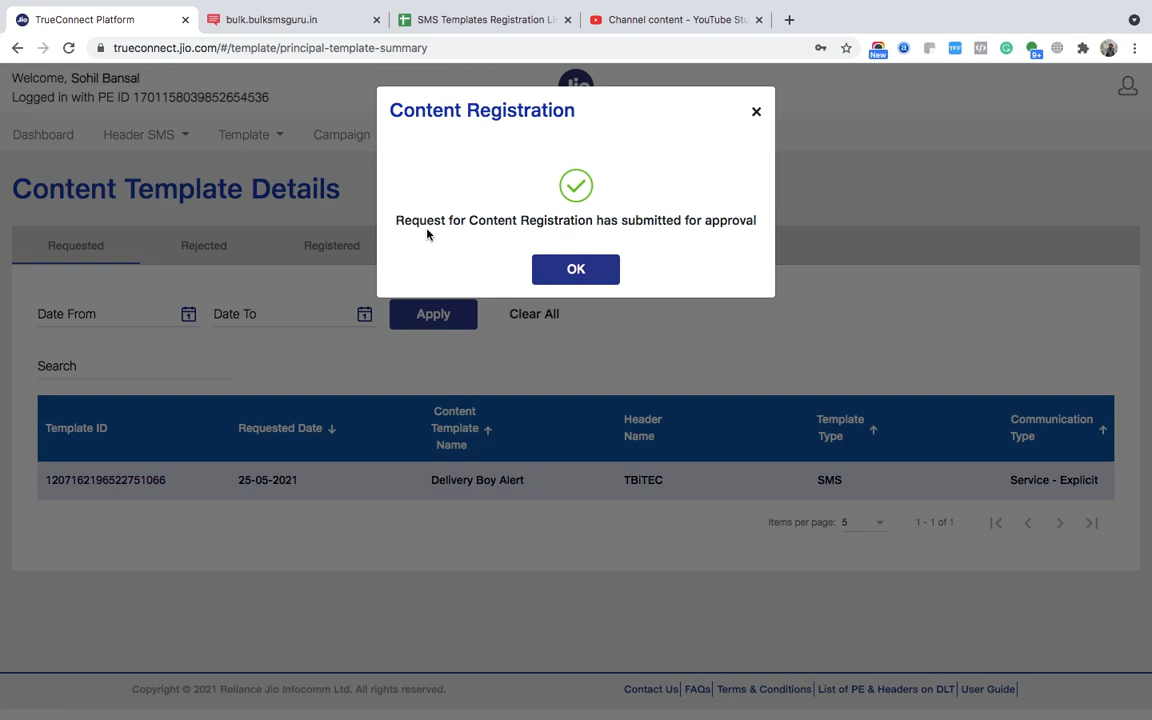 TrueConnect Platform
bulk.bulksmsguru.in
SMS Templates Registration Li
Channel content - YouTube Stu
trueconnect.jio.com/#/template/principal-template-summary
New
TFF
9+
Welcome, Sohil Bansal
Logged in with PE ID 1701158039852654536
Jio
Dashboard
Header SMS
Template
Campaign
Content Registration
Request for Content Registration has submitted for approval
OK
Content Template Details
Requested
Rejected
Registered
Date From
Date To
Apply
Clear All
Search
Template ID
Requested Date
Content
Template
Name
Header
Name
Template
Type
Communication
Type
1207162196522751066
25-05-2021
Delivery Boy Alert
TBiTEC
SMS
Service - Explicit
Items per page: 5
1 - 1 of 1
Copyright © 2021 Reliance Jio Infocomm Ltd. All rights reserved.
Contact Us| FAQs| Terms & Conditions| List of PE & Headers on DLT| User Guide|